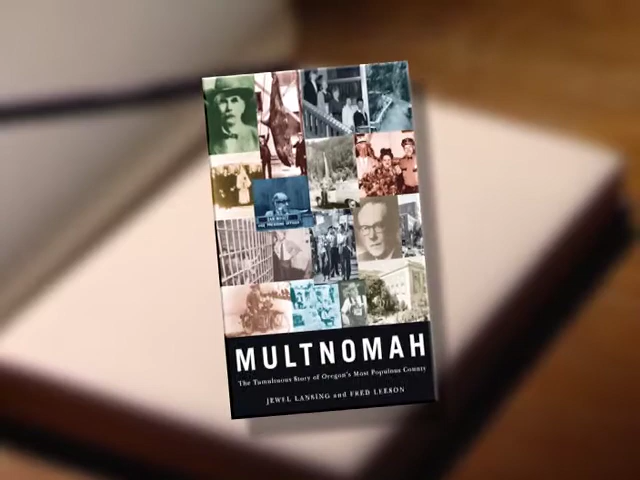 MULTNOMAH
The Tumultuous Story of Oregon's Most Populous County
JEWEL LANSING and FRED LEESON